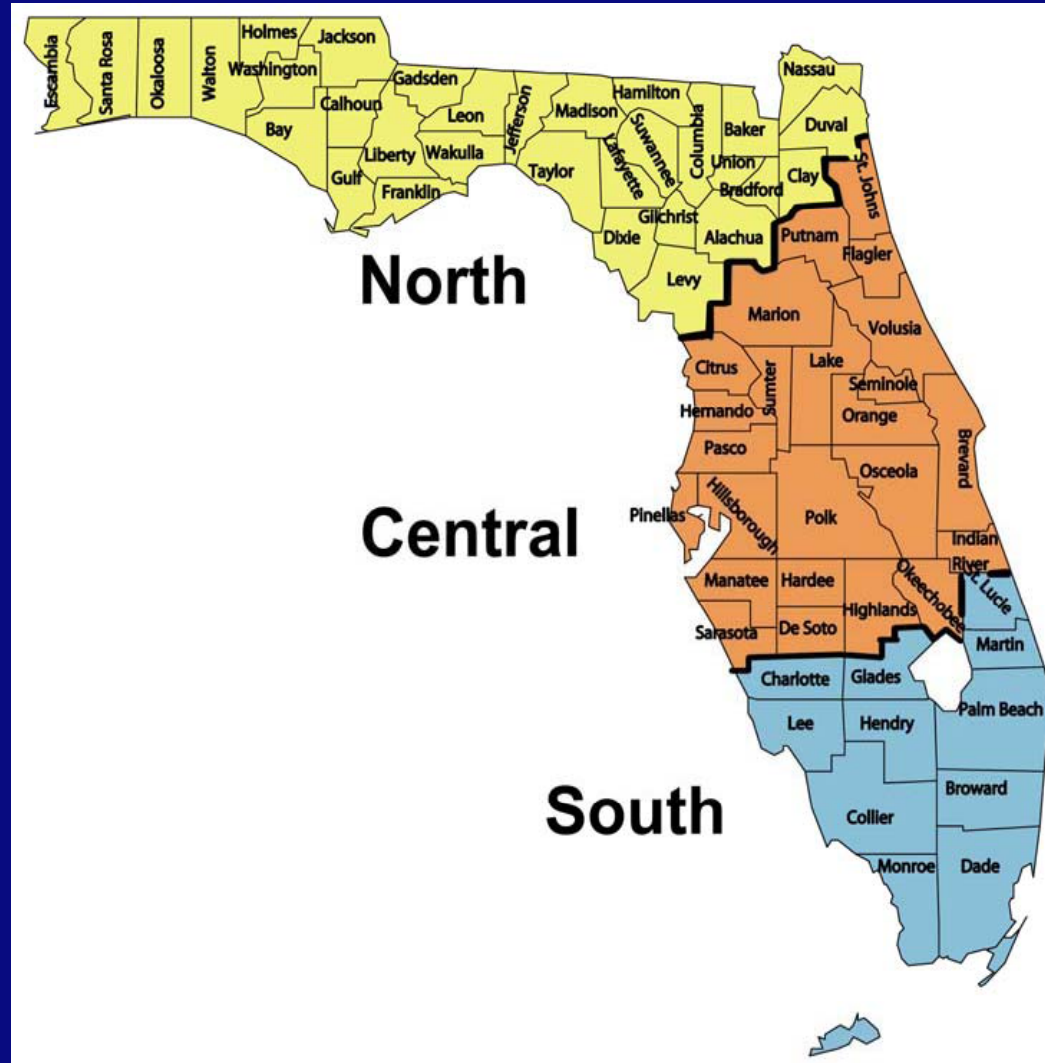 Escambia
Santa Rosa
Okaloosa
Walton
Holmes
Washington
Jackson
Bay
Calhoun
Gulf
Gadsden
Liberty
Franklin
Leon
Wakulla
Jefferson
Madison
Taylor
Hamilton
Suwannee
Lafayette
Columbia
Dixie
Gilchrist
Levy
Baker
Union
Bradford
Alachua
Nassau
Duval
Clay
North
St. Johns
Putnam
Flagler
Marion
Volusia
Citrus
Sumter
Lake
Seminole
Hernando
Orange
Pasco
Brevard
Osceola
Pinellas
Hillsborough
Polk
Central
Indian
River
Manatee
Hardee
Highlands
Okeechobee
Sarasota
De Soto
St. Lucie
Martin
Charlotte
Glades
Palm Beach
Lee
Hendry
South
Broward
Collier
Monroe
Dade